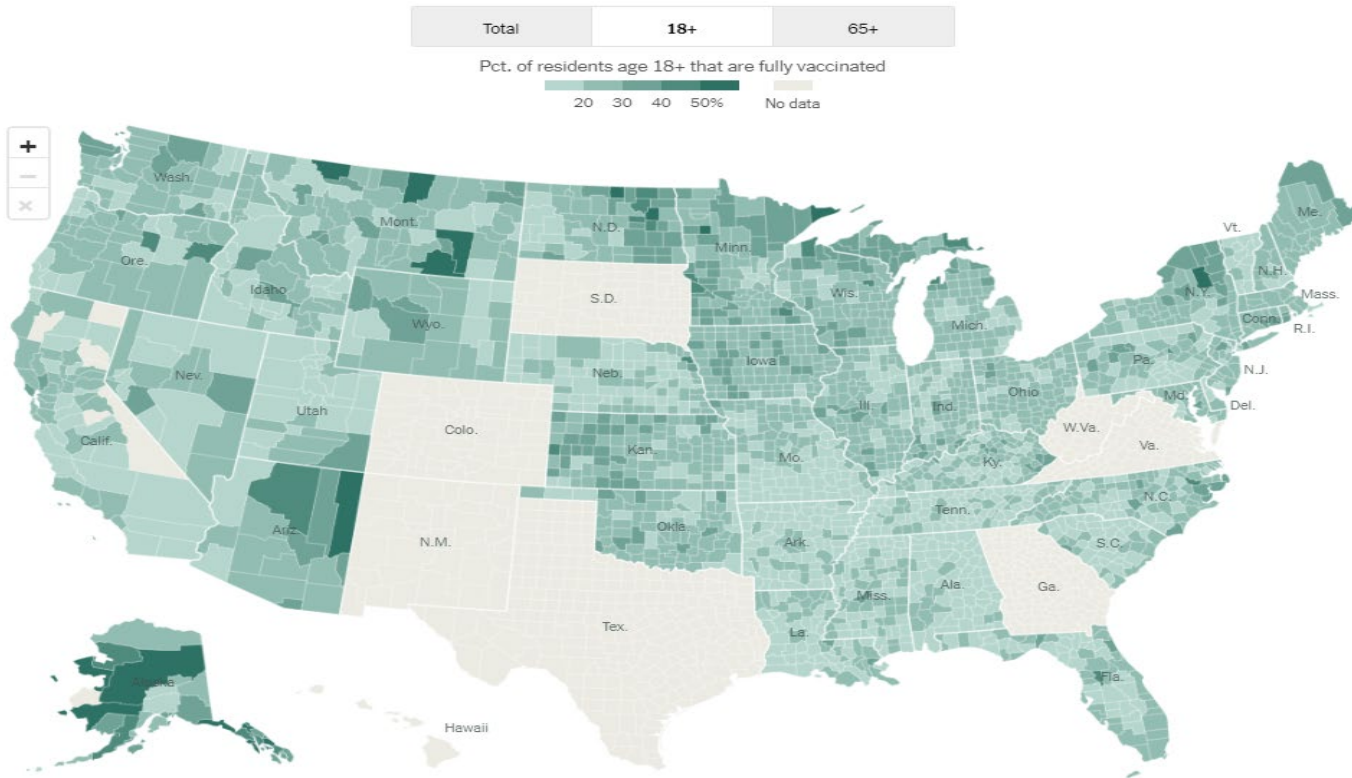 Total 18+ 65+
Pct. of residents age 18+ that are fully vaccinated
20 30 40 50% No data
+
−
×
Wash.
Mont.
N.D.
Minn.
Vt.
Me.
Ore.
Idaho
Wyo.
S.D.
Wis.
Mich.
N.Y.
N.H.
Mass.
Conn.
R.I.
Nev.
Utah
Colo.
Neb.
Iowa
Ill.
Ind.
Ohio
Pa.
N.J.
Md.
Del.
Calif.
Kan.
Mo.
Ky.
W.Va.
Va.
Ariz.
N.M.
Okla.
Ark.
Tenn.
N.C.
S.C.
Tex.
La.
Miss.
Ala.
Ga.
Fla.
Alaska
Hawaii